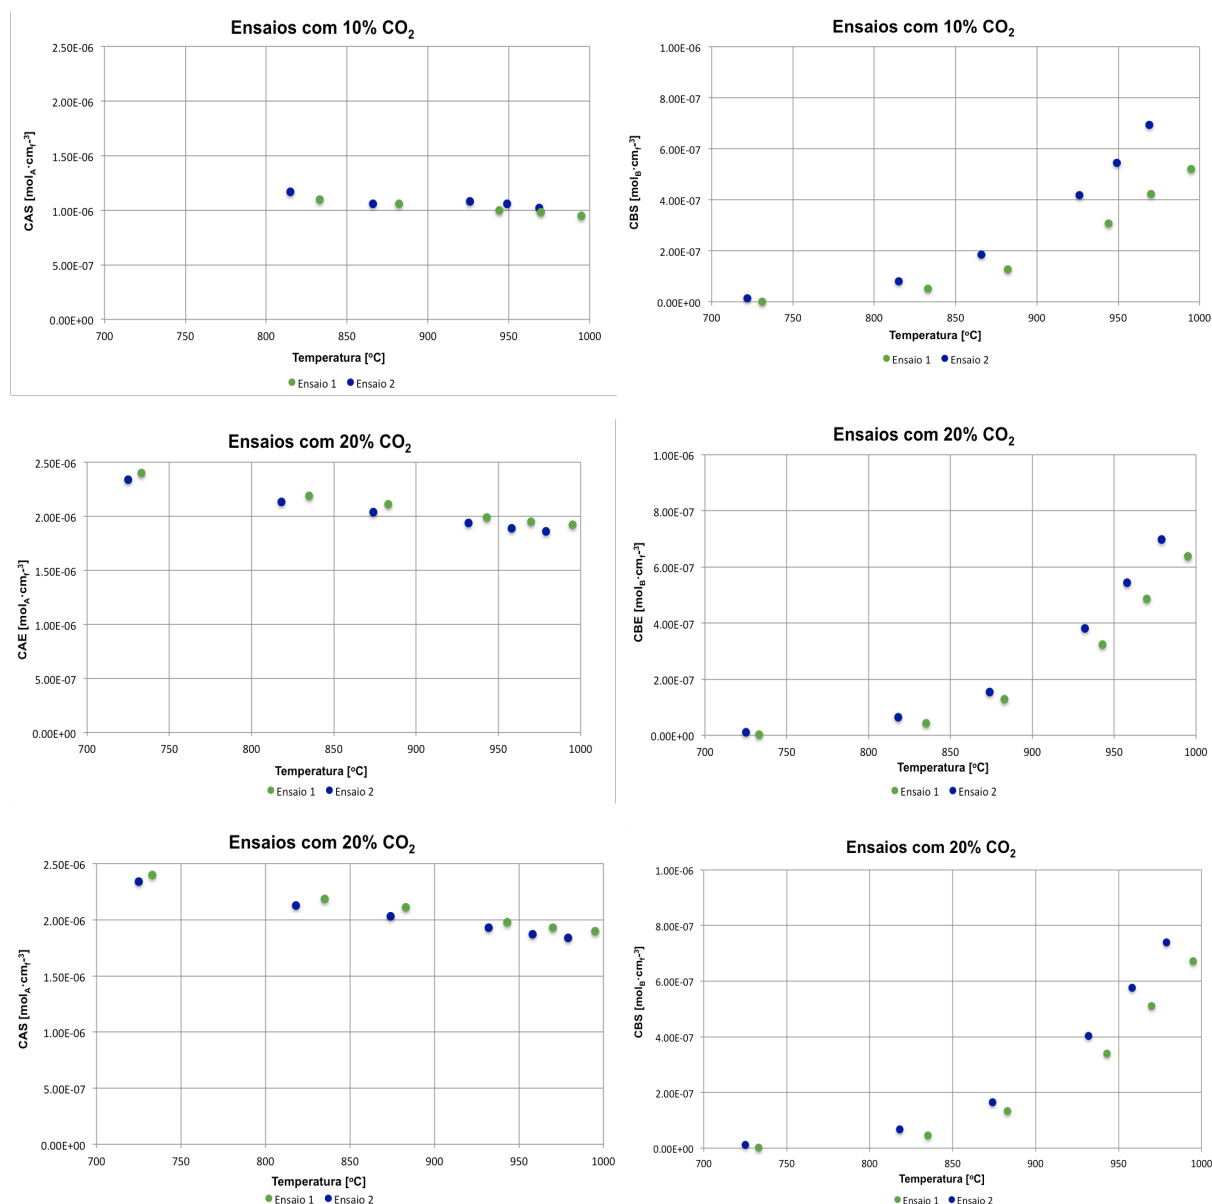 Ensaios com 10% CO₂
2.50E-06
2.00E-06
1.50E-06
1.00E-06
5.00E-07
0.00E+00
CAS [molA·cmf-³]
700 750 800 850 900 950 1000
Temperatura [ºC]
Ensaio 1 Ensaio 2
Ensaios com 10% CO₂
1.00E-06
8.00E-07
6.00E-07
4.00E-07
2.00E-07
0.00E+00
CBS [molB·cmf-³]
700 750 800 850 900 950 1000
Temperatura [ºC]
Ensaio 1 Ensaio 2
Ensaios com 20% CO₂
2.50E-06
2.00E-06
1.50E-06
1.00E-06
5.00E-07
0.00E+00
CAE [molA·cmf-³]
700 750 800 850 900 950 1000
Temperatura [ºC]
Ensaio 1 Ensaio 2
Ensaios com 20% CO₂
1.00E-06
8.00E-07
6.00E-07
4.00E-07
2.00E-07
0.00E+00
CBE [molB·cmf-³]
700 750 800 850 900 950 1000
Temperatura [ºC]
Ensaio 1 Ensaio 2
Ensaios com 20% CO₂
2.50E-06
2.00E-06
1.50E-06
1.00E-06
5.00E-07
0.00E+00
CAS [molA·cmf-³]
700 750 800 850 900 950 1000
Temperatura [ºC]
Ensaio 1 Ensaio 2
Ensaios com 20% CO₂
1.00E-06
8.00E-07
6.00E-07
4.00E-07
2.00E-07
0.00E+00
CBS [molB·cmf-³]
700 750 800 850 900 950 1000
Temperatura [ºC]
Ensaio 1 Ensaio 2